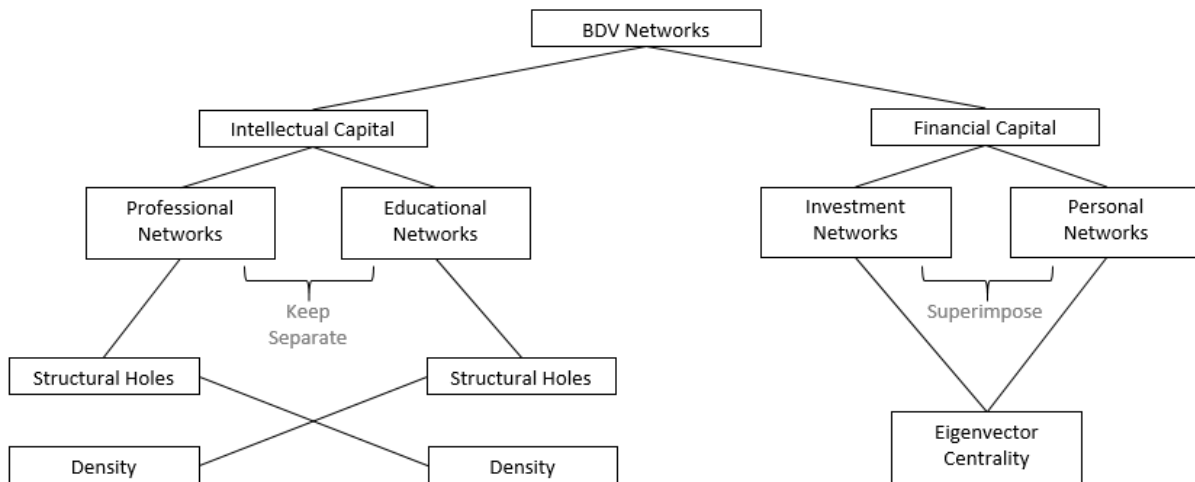 BDV Networks
Intellectual Capital
Financial Capital
Professional
Networks
Educational
Networks
Investment
Networks
Personal
Networks
Keep
Separate
Superimpose
Structural Holes
Structural Holes
Eigenvector
Centrality
Density
Density